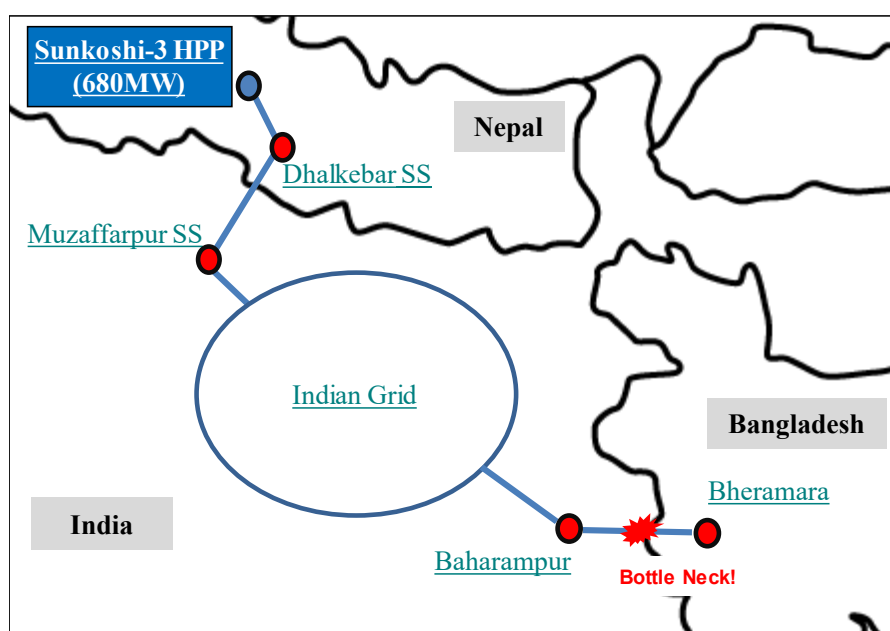 Sunkoshi-3 HPP
(680MW)
Nepal
Dhalkebar SS
Muzaffarpur SS
Indian Grid
Bangladesh
Bheramara
India
Baharampur
Bottle Neck!